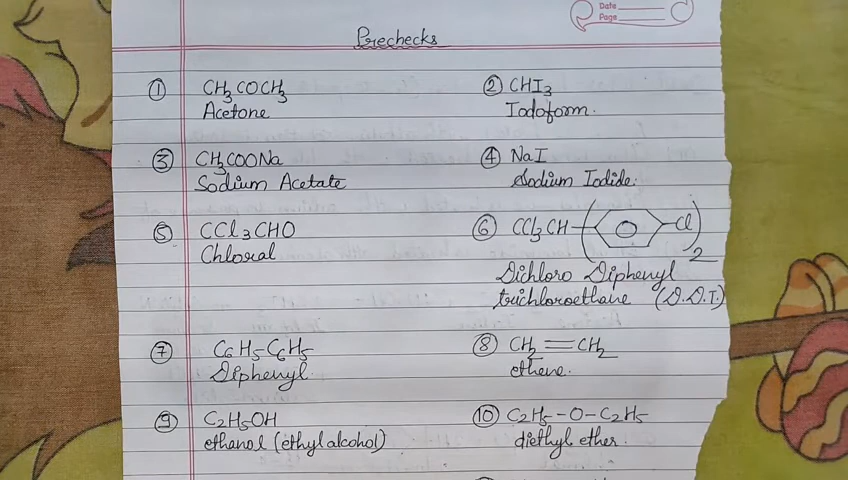 Date
Page
Prechecks
① CH₃COCH₃ ② CHI₃
Acetone Iodoform.
③ CH₃COONa ④ NaI
Sodium Acetate Sodium Iodide.
⑤ CCl₃CHO ⑥ CCl₃CH―( ―Cl)₂
Chloral
Dichloro Diphenyl
trichloroethane (D.D.T.)
⑦ C₆H₅-C₆H₅ ⑧ CH₂=CH₂
Diphenyl. ethene.
⑨ C₂H₅OH ⑩ C₂H₅-O-C₂H₅
ethanol (ethyl alcohol) diethyl ether.